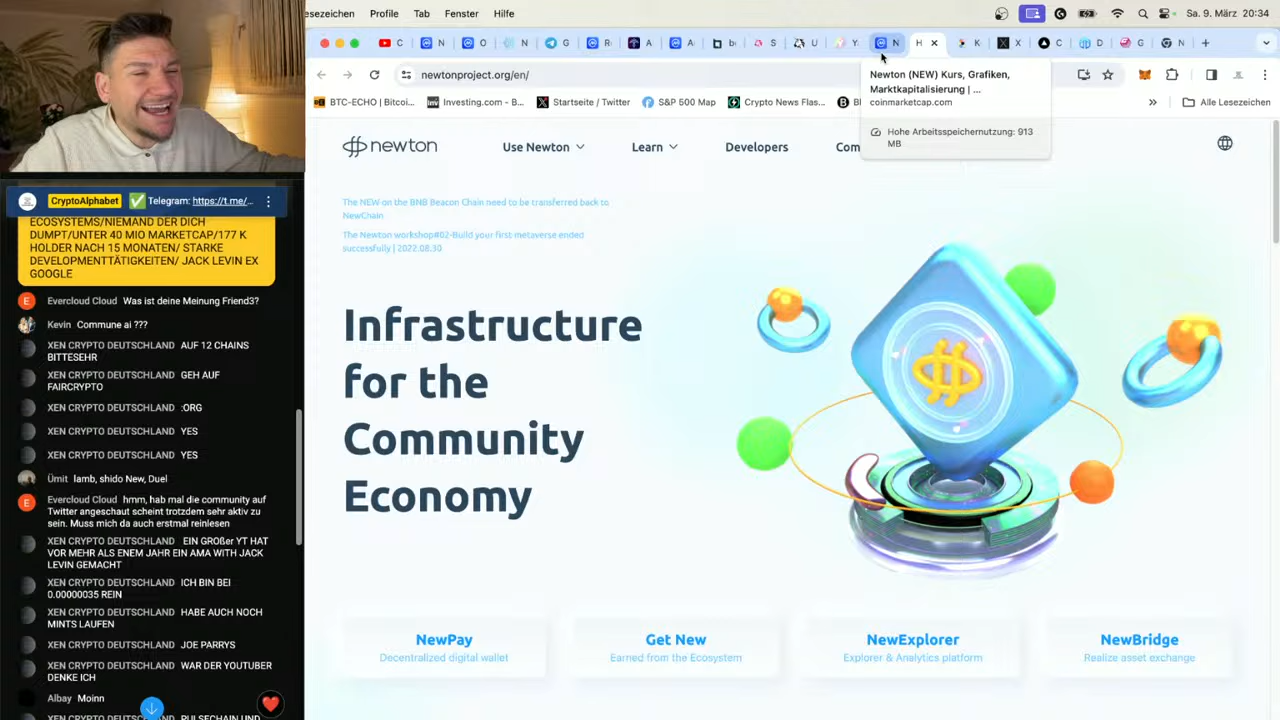 esezeichen Profile Tab Fenster Hilfe Sa. 9. März 20:34
newtonproject.org/en/
Newton (NEW) Kurs, Grafiken,
Marktkapitalisierung | ...
coinmarketcap.com
Hohe Arbeitsspeichernutzung: 913
MB
BTC-ECHO | Bitcoi... Investing.com - B... Startseite / Twitter S&P 500 Map Crypto News Flas... Alle Lesezeichen
newton Use Newton Learn Developers Com
The NEW on the BNB Beacon Chain need to be transferred back to
NewChain
The Newton workshop#02-Build your first metaverse ended
successfully | 2022.08.30
Infrastructure
for the
Community
Economy
NewPay
Decentralized digital wallet
Get New
Earned from the Ecosystem
NewExplorer
Explorer & Analytics platform
NewBridge
Realize asset exchange
CryptoAlphabet Telegram: https://t.me/...
ECOSYSTEMS/NIEMAND DER DICH
DUMPT/UNTER 40 MIO MARKETCAP/177 K
HOLDER NACH 15 MONATEN/ STARKE
DEVELOPMENTTÄTIGKEITEN/ JACK LEVIN EX
GOOGLE
Evercloud Cloud Was ist deine Meinung Friend3?
Kevin Commune ai ???
XEN CRYPTO DEUTSCHLAND AUF 12 CHAINS
BITTESEHR
XEN CRYPTO DEUTSCHLAND GEH AUF
FAIRCRYPTO
XEN CRYPTO DEUTSCHLAND :ORG
XEN CRYPTO DEUTSCHLAND YES
XEN CRYPTO DEUTSCHLAND YES
Ümit lamb, shido New, Duel
Evercloud Cloud hmm, hab mal die community auf
Twitter angeschaut scheint trotzdem sehr aktiv zu
sein. Muss mich da auch erstmal reinlesen
XEN CRYPTO DEUTSCHLAND EIN GROßer YT HAT
VOR MEHR ALS ENEM JAHR EIN AMA WITH JACK
LEVIN GEMACHT
XEN CRYPTO DEUTSCHLAND ICH BIN BEI
0.00000035 REIN
XEN CRYPTO DEUTSCHLAND HABE AUCH NOCH
MINTS LAUFEN
XEN CRYPTO DEUTSCHLAND JOE PARRYS
XEN CRYPTO DEUTSCHLAND WAR DER YOUTUBER
DENKE ICH
Albay Moinn
XEN CRYPTO DEUTSCHLAND PULSECHAIN UND